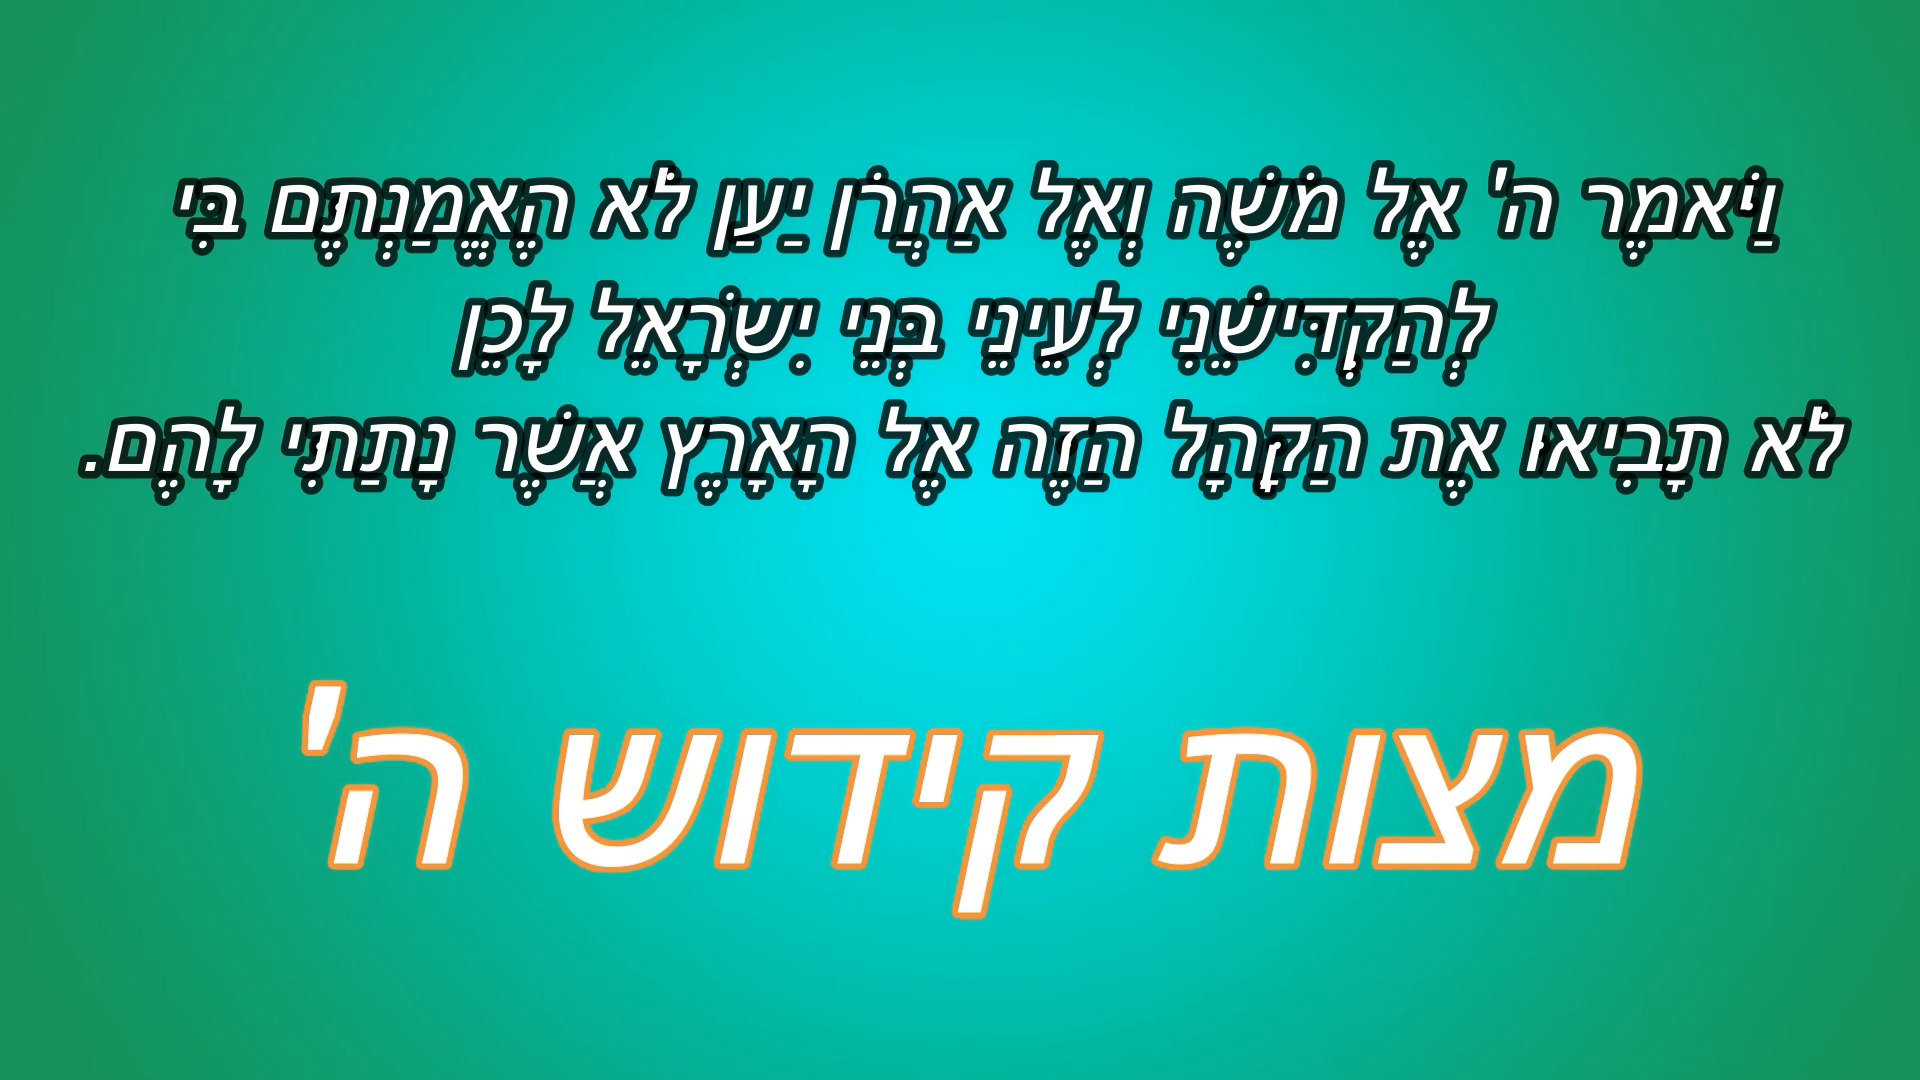 וַיֹּאמֶר ה' אֶל מֹשֶׁה וְאֶל אַהֲרֹן יַעַן לֹא הֶאֱמַנְתֶּם בִּי
לְהַקְדִּישֵׁנִי לְעֵינֵי בְּנֵי יִשְׂרָאֵל לָכֵן
לֹא תָבִיאוּ אֶת הַקָּהָל הַזֶּה אֶל הָאָרֶץ אֲשֶׁר נָתַתִּי לָהֶם.
מצות קידוש ה'